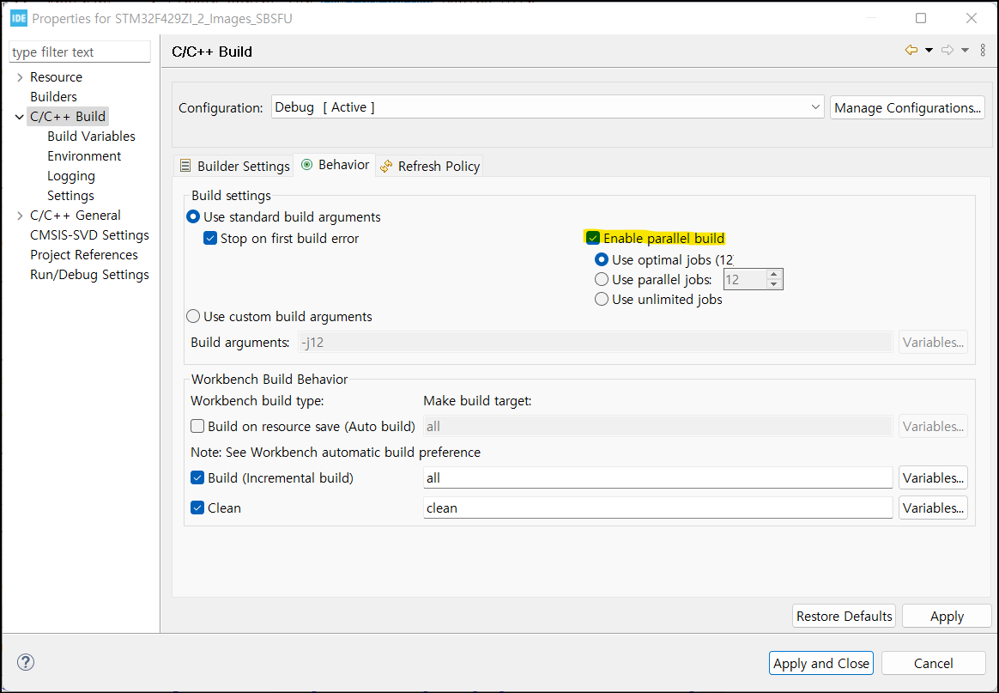 IDE Properties for STM32F429ZI_2_Images_SBSFU
type filter text
Resource
Builders
C/C++ Build
Build Variables
Environment
Logging
Settings
C/C++ General
CMSIS-SVD Settings
Project References
Run/Debug Settings
C/C++ Build
Configuration: Debug [ Active ] Manage Configurations...
Builder Settings Behavior Refresh Policy
Build settings
Use standard build arguments
Stop on first build error Enable parallel build
Use optimal jobs (12
Use parallel jobs: 12
Use unlimited jobs
Use custom build arguments
Build arguments: -j12 Variables...
Workbench Build Behavior
Workbench build type: Make build target:
Build on resource save (Auto build) all Variables...
Note: See Workbench automatic build preference
Build (Incremental build) all Variables...
Clean clean Variables...
Restore Defaults Apply
? Apply and Close Cancel